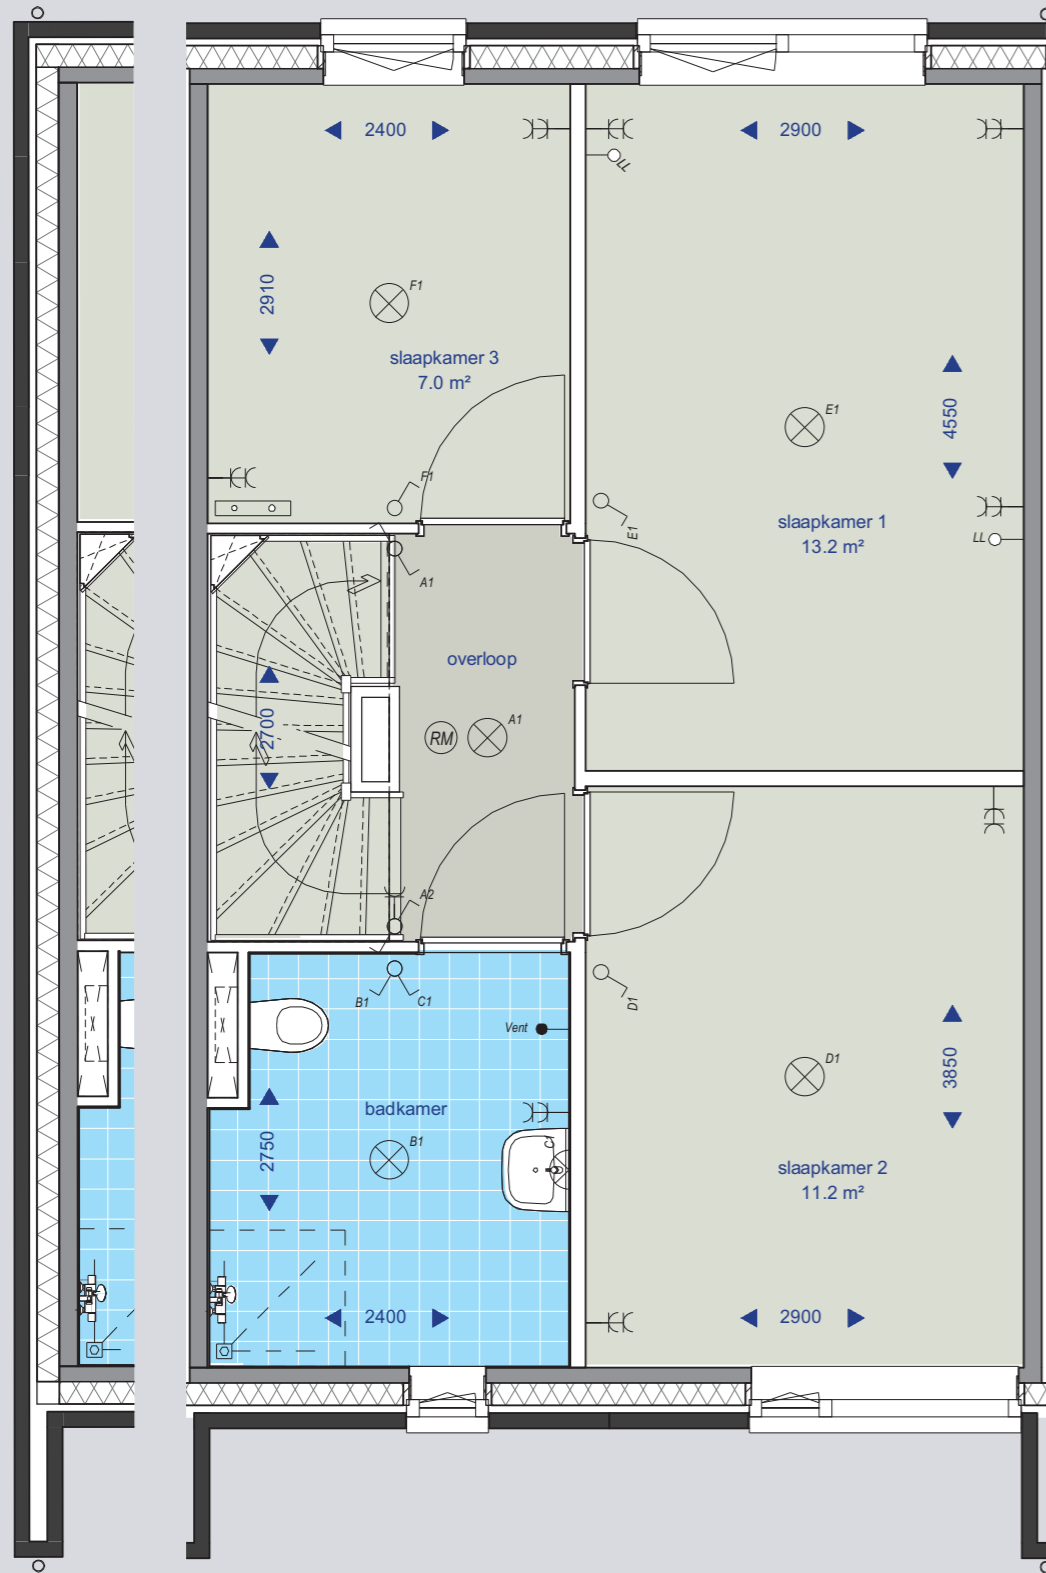 2400
2900
LL
2910
F1
slaapkamer 3
7.0 m²
E1
4550
F1
slaapkamer 1
13.2 m²
E1
LL
A1
overloop
2700
RM
A1
A2
B1
C1
D1
Vent
D1
3850
badkamer
2750
B1
C1
slaapkamer 2
11.2 m²
2400
2900